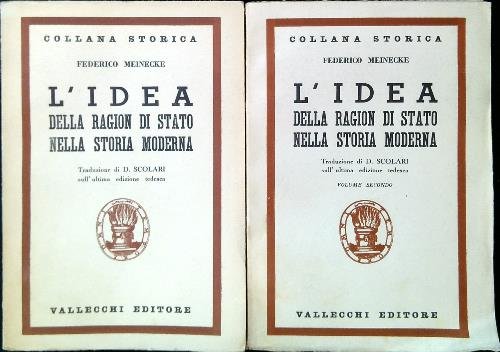 COLLANA STORICA
FEDERICO MEINECKE
L'IDEA
DELLA RAGION DI STATO
NELLA STORIA MODERNA
Traduzione di D. SCOLARI
sull'ultima edizione tedesca
VALLECCHI EDITORE
COLLANA STORICA
FEDERICO MEINECKE
L'IDEA
DELLA RAGION DI STATO
NELLA STORIA MODERNA
Traduzione di D. SCOLARI
sull'ultima edizione tedesca
VOLUME SECONDO
VALLECCHI EDITORE